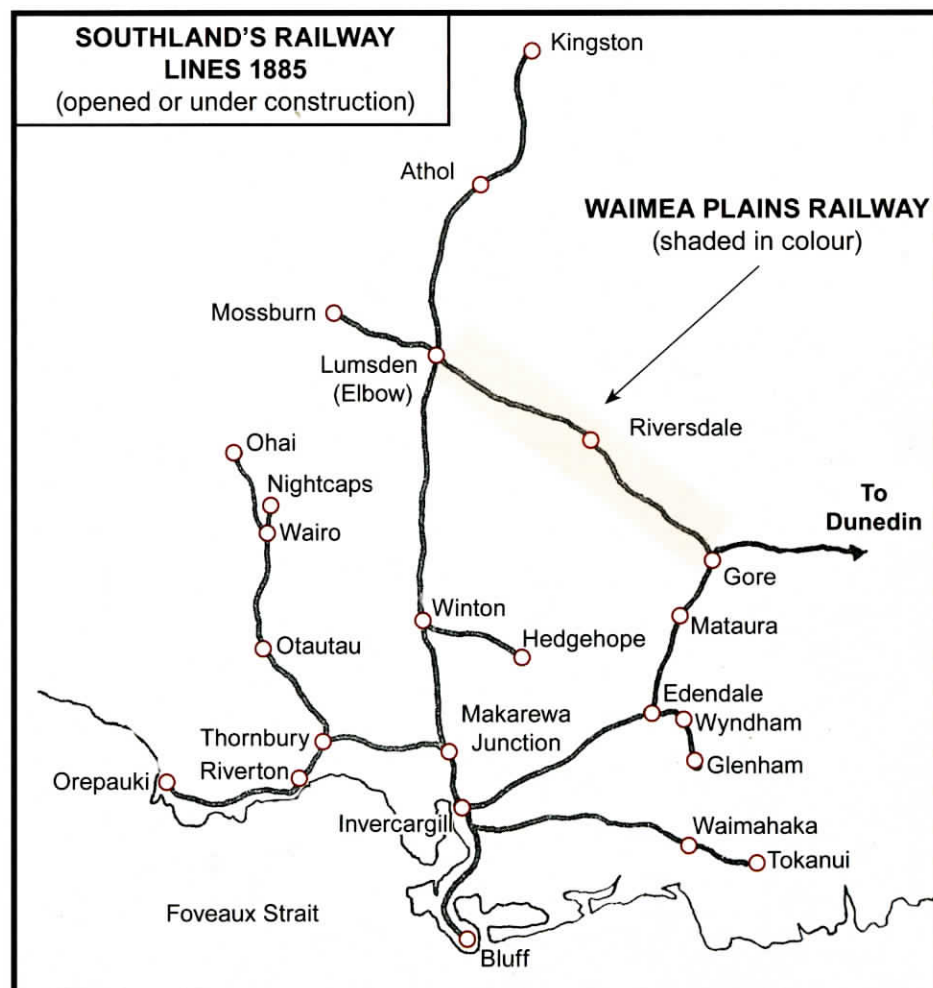 SOUTHLAND'S RAILWAY
LINES 1885
(opened or under construction)
Kingston
Athol
WAIMEA PLAINS RAILWAY
(shaded in colour)
Mossburn
Lumsden
(Elbow)
Riversdale
Ohai
Nightcaps
Wairo
To
Dunedin
Gore
Winton
Mataura
Hedgehope
Otautau
Edendale
Wyndham
Makarewa
Junction
Thornbury
Glenham
Riverton
Orepauki
Invercargill
Waimahaka
Tokanui
Foveaux Strait
Bluff